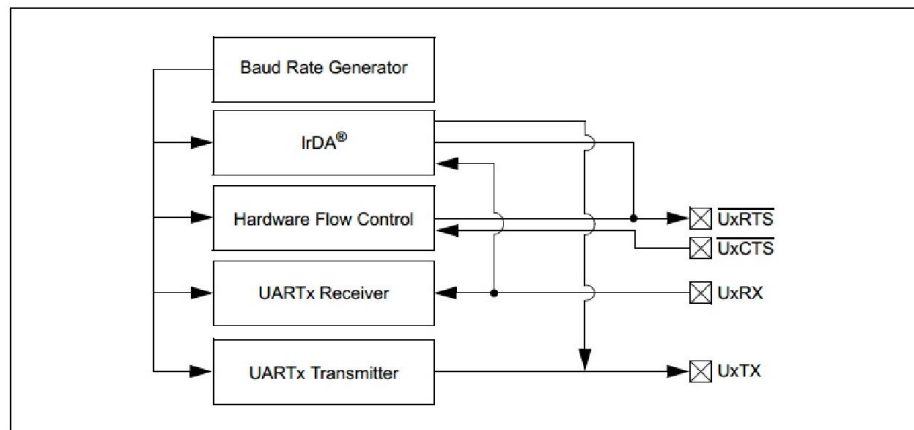 Baud Rate Generator
IrDA®
Hardware Flow Control
UxRTS
UxCTS
UARTx Receiver
UxRX
UARTx Transmitter
UxTX